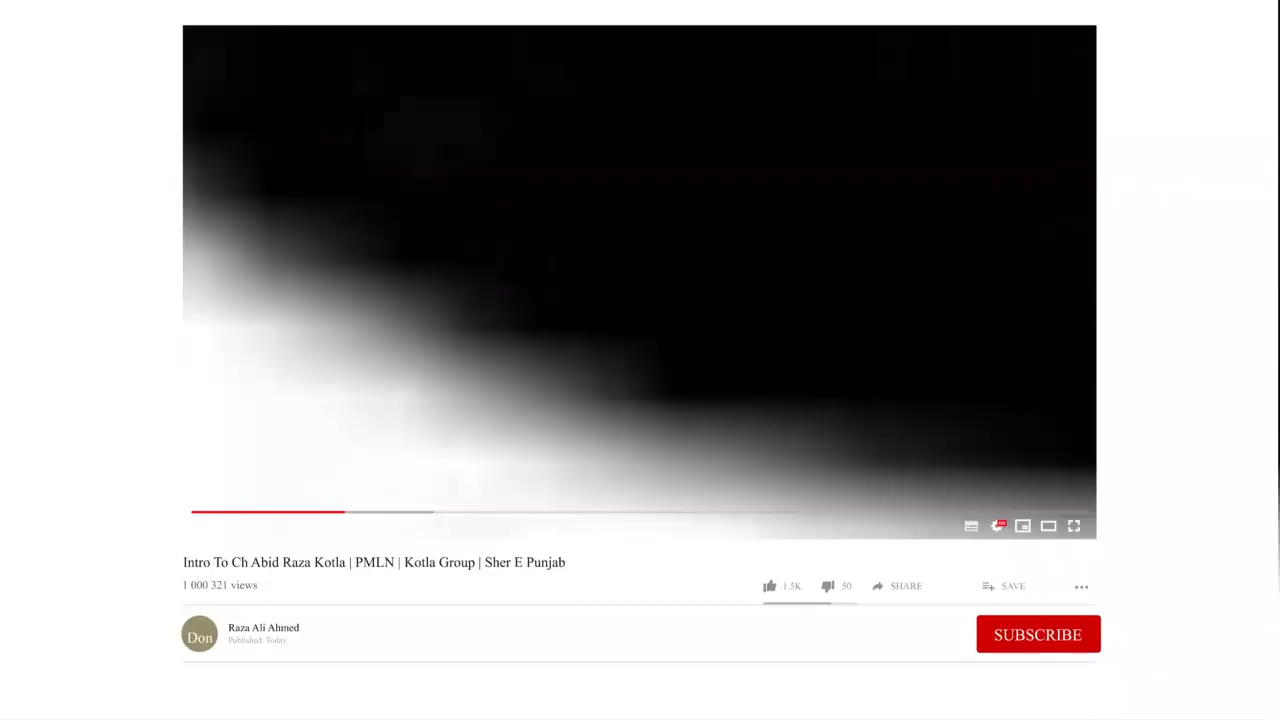 HD
Intro To Ch Abid Raza Kotla | PMLN | Kotla Group | Sher E Punjab
1 000 321 views
1.5K 50 SHARE SAVE
Don
Raza Ali Ahmed
Published: Today
SUBSCRIBE